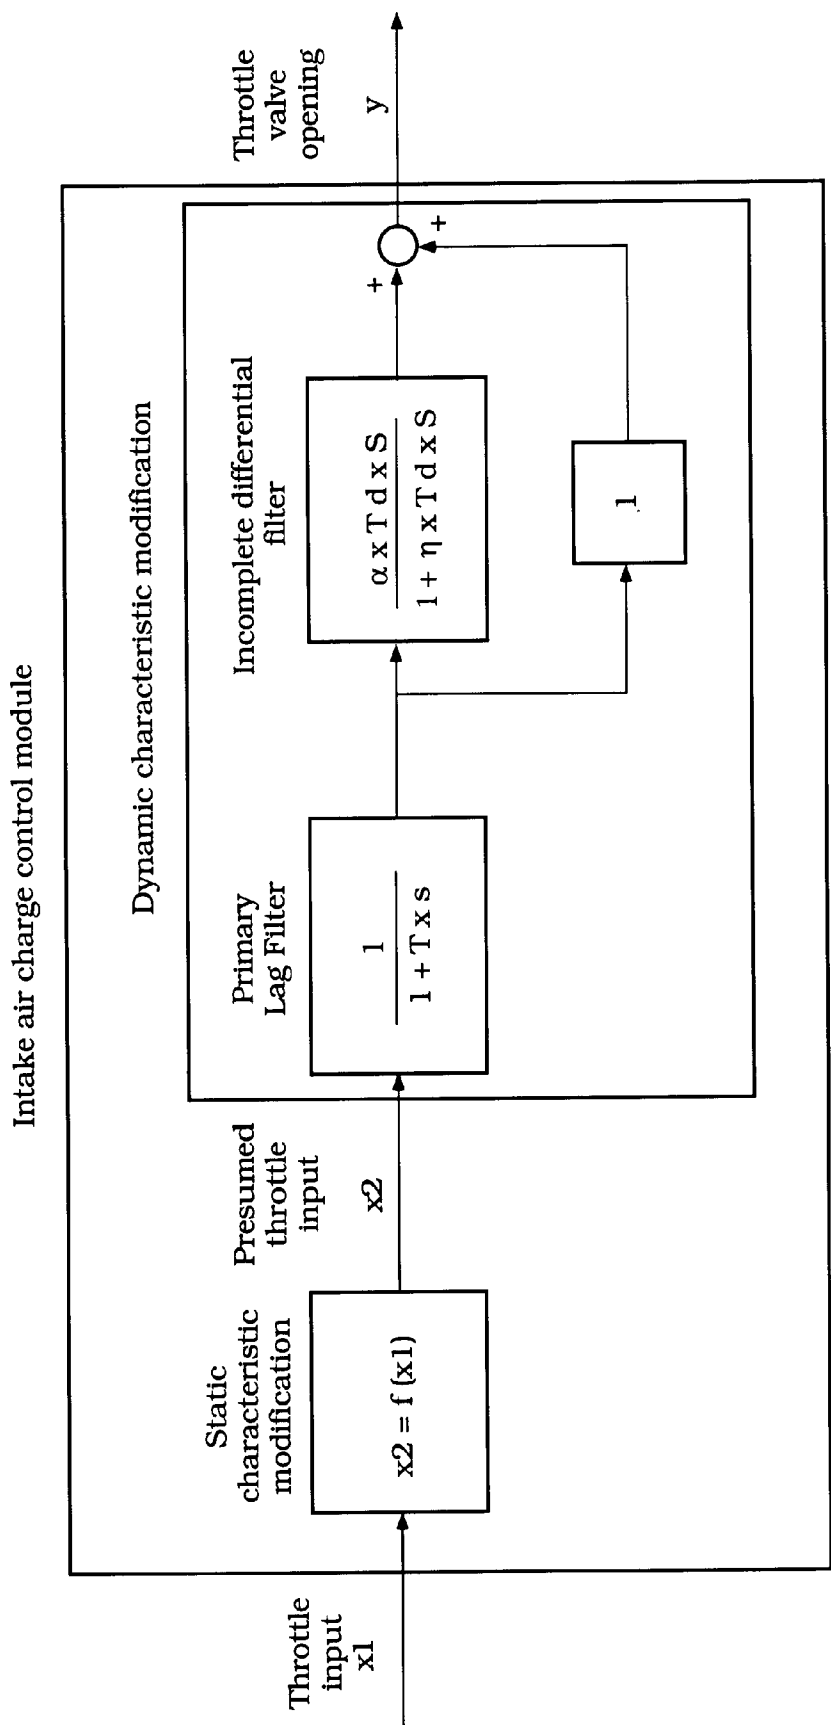 Intake air charge control module
Dynamic characteristic modification
Throttle
input
x1
Static
characteristic
modification
x2 = f (x1)
Presumed
throttle
input
x2
Primary
Lag Filter
1
1 + T x s
Incomplete differential
filter
α x T d x S
1 + η x T d x S
1
+
+
Throttle
valve
opening
y